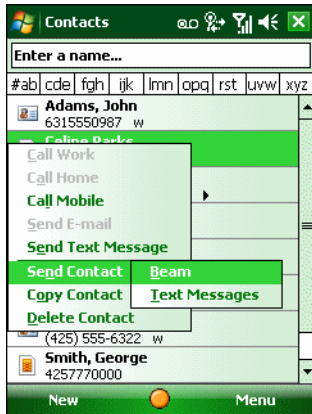 Contacts
Enter a name...
#ab cde fgh ijk lmn opq rst uvw xyz
Adams, John
6315550987 w
Celine Parks
Call Work
Call Home
Call Mobile
Send E-mail
Send Text Message
Send Contact
Beam
Copy Contact
Text Messages
Delete Contact
(425) 555-6322 w
Smith, George
4257770000
New
Menu